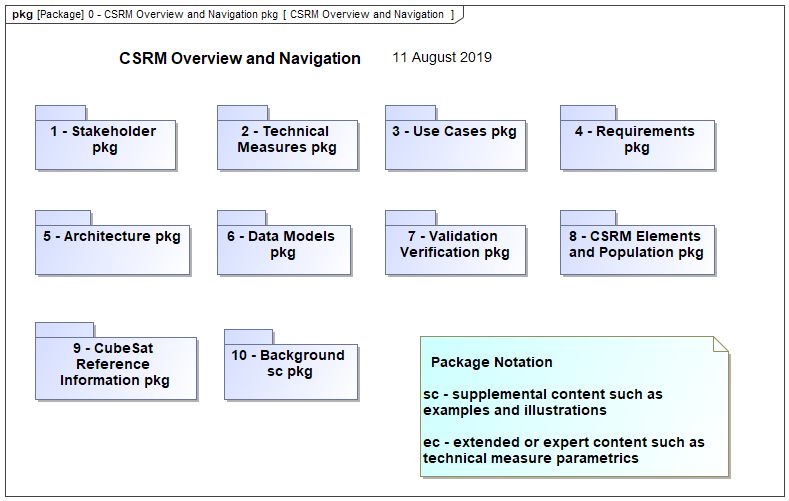 pkg [Package] 0 - CSRM Overview and Navigation pkg [ CSRM Overview and Navigation ]
CSRM Overview and Navigation 11 August 2019
1 - Stakeholder
pkg
2 - Technical
Measures pkg
3 - Use Cases pkg
4 - Requirements
pkg
5 - Architecture pkg
6 - Data Models
pkg
7 - Validation
Verification pkg
8 - CSRM Elements
and Population pkg
9 - CubeSat
Reference
Information pkg
10 - Background
sc pkg
Package Notation
sc - supplemental content such as
examples and illustrations
ec - extended or expert content such as
technical measure parametrics